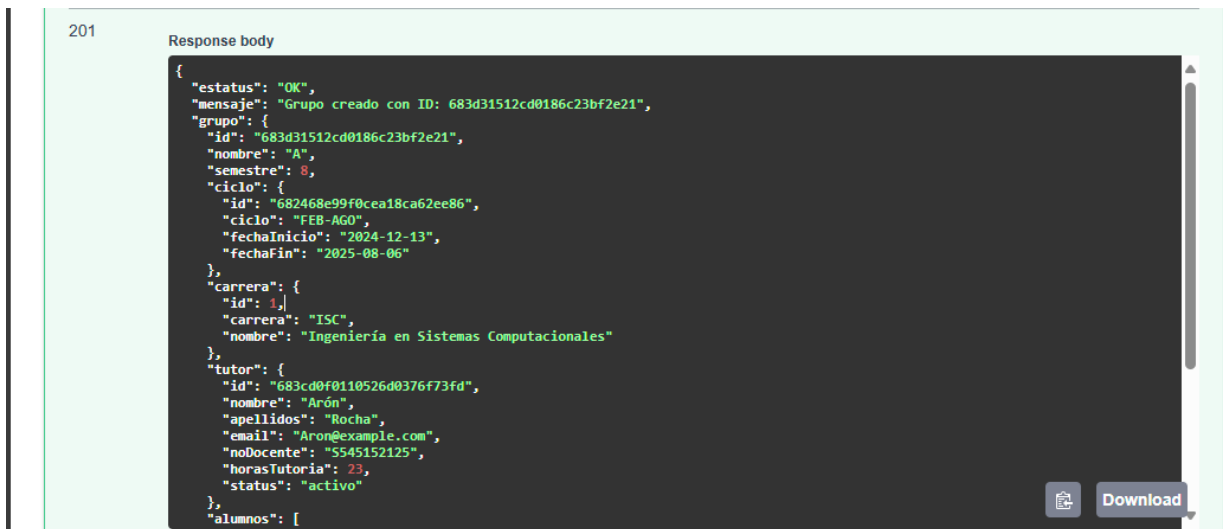 201
Response body
{
"estatus": "OK",
"mensaje": "Grupo creado con ID: 683d31512cd0186c23bf2e21",
"grupo": {
"id": "683d31512cd0186c23bf2e21",
"nombre": "A",
"semestre": 8,
"ciclo": {
"id": "682468e99f0cea18ca62ee86",
"ciclo": "FEB-AGO",
"fechaInicio": "2024-12-13",
"fechaFin": "2025-08-06"
},
"carrera": {
"id": 1,
"carrera": "ISC",
"nombre": "Ingeniería en Sistemas Computacionales"
},
"tutor": {
"id": "683cd0f0110526d0376f73fd",
"nombre": "Arón",
"apellidos": "Rocha",
"email": "Aron@example.com",
"noDocente": "S545152125",
"horasTutoria": 23,
"status": "activo"
},
"alumnos": [
Download